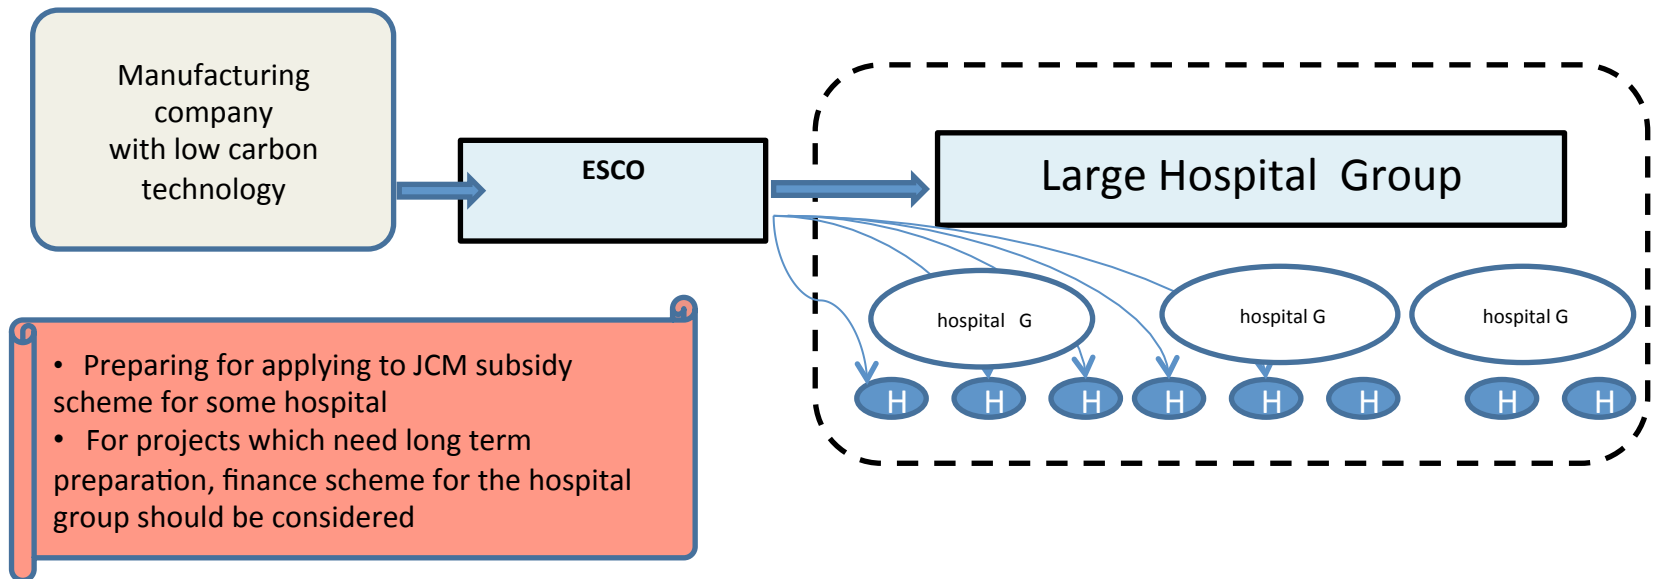 Manufacturing
company
with low carbon
technology
ESCO
Large Hospital Group
hospital G
hospital G
hospital G
H
H
H
H
H
H
H
H
• Preparing for applying to JCM subsidy
scheme for some hospital
• For projects which need long term
preparation, finance scheme for the hospital
group should be considered